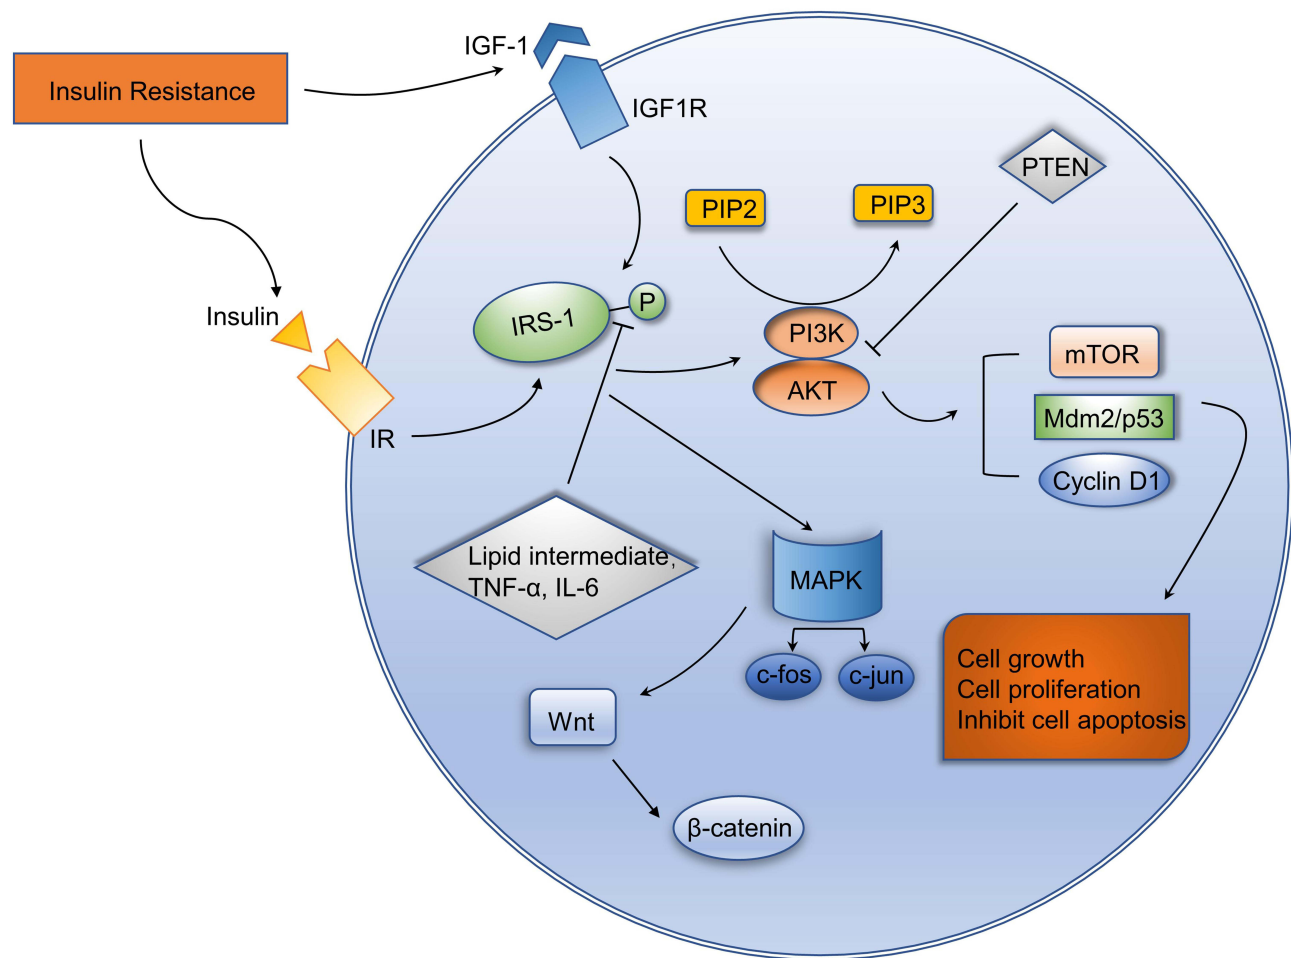 IGF-1
Insulin Resistance
IGF1R
PTEN
PIP2
PIP3
P
IRS-1
Insulin
PI3K
mTOR
AKT
Mdm2/p53
IR
Cyclin D1
Lipid intermediate,
TNF-α, IL-6
MAPK
c-fos
c-jun
Cell growth
Cell proliferation
Inhibit cell apoptosis
Wnt
β-catenin